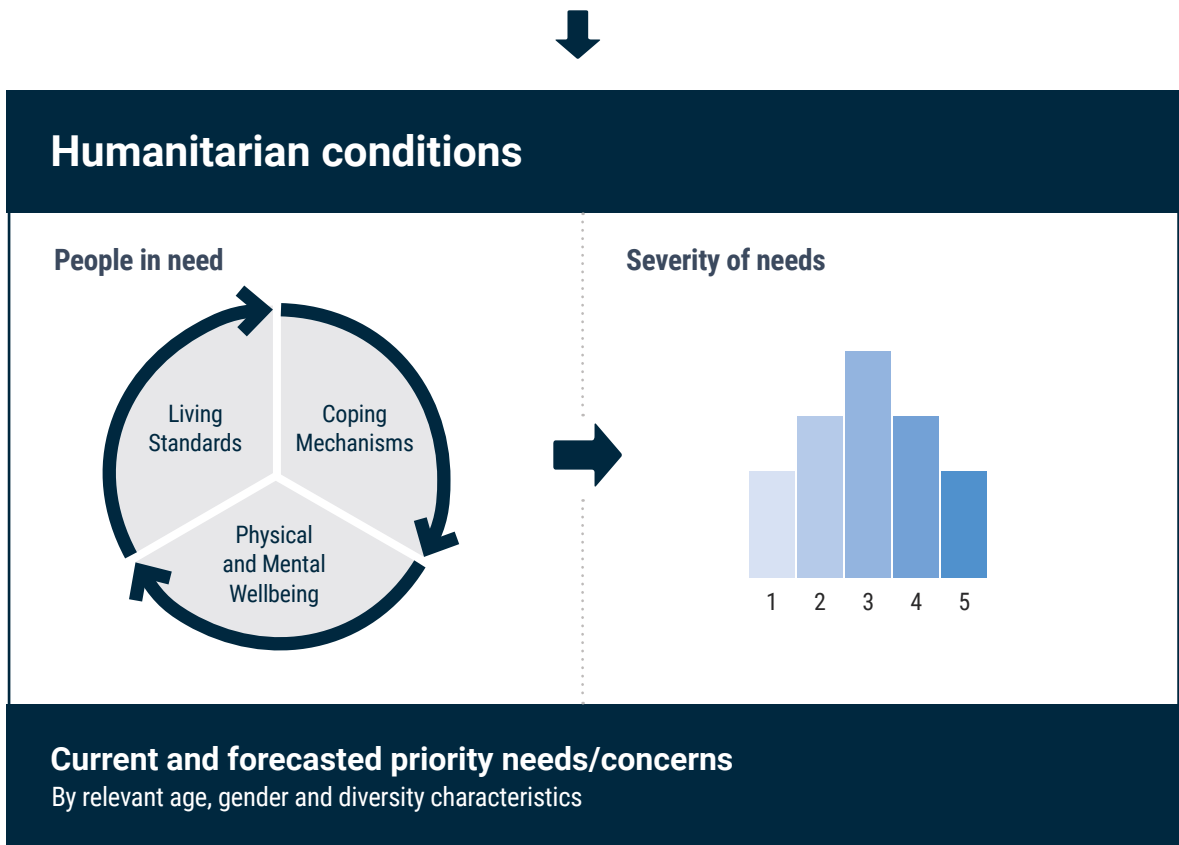 Humanitarian conditions
People in need
Living
Standards
Coping
Mechanisms
Physical
and Mental
Wellbeing
Severity of needs
1 2 3 4 5
Current and forecasted priority needs/concerns
By relevant age, gender and diversity characteristics